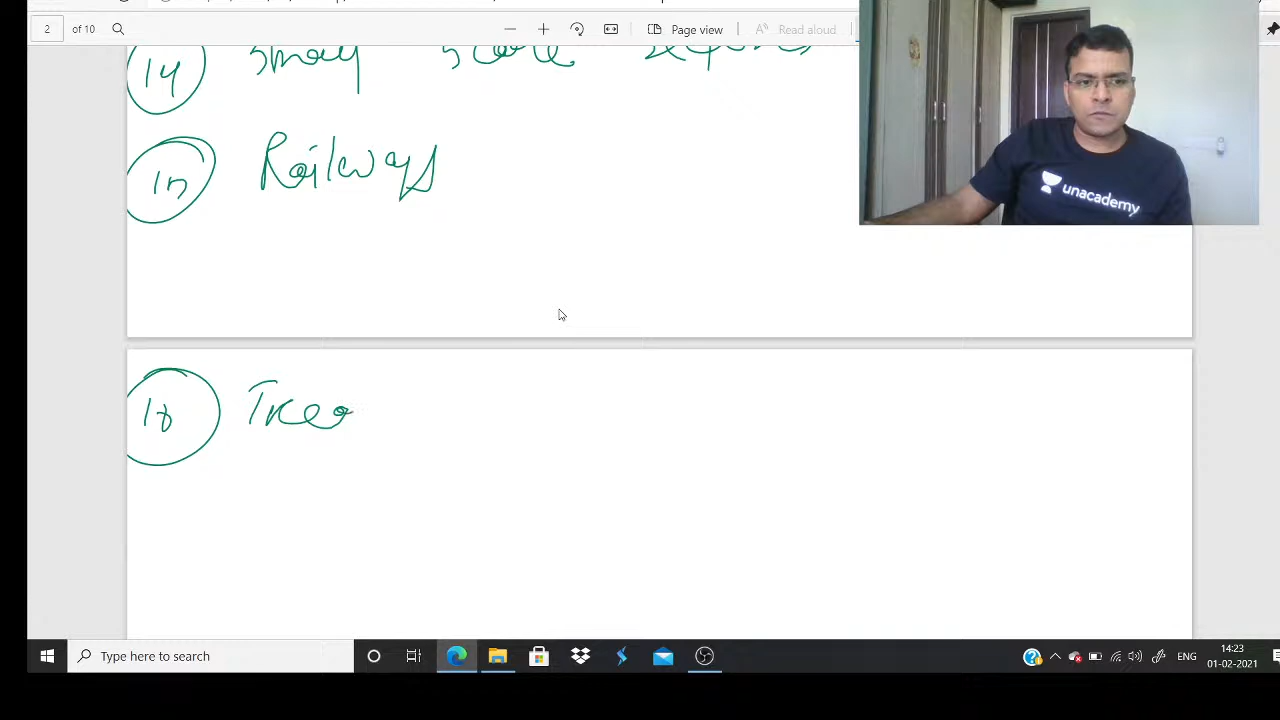 2 of 10 Page view Read aloud
14 Small scale
15 Railways
unacademy
16 Trea
Type here to search
ENG 14:23
01-02-2021